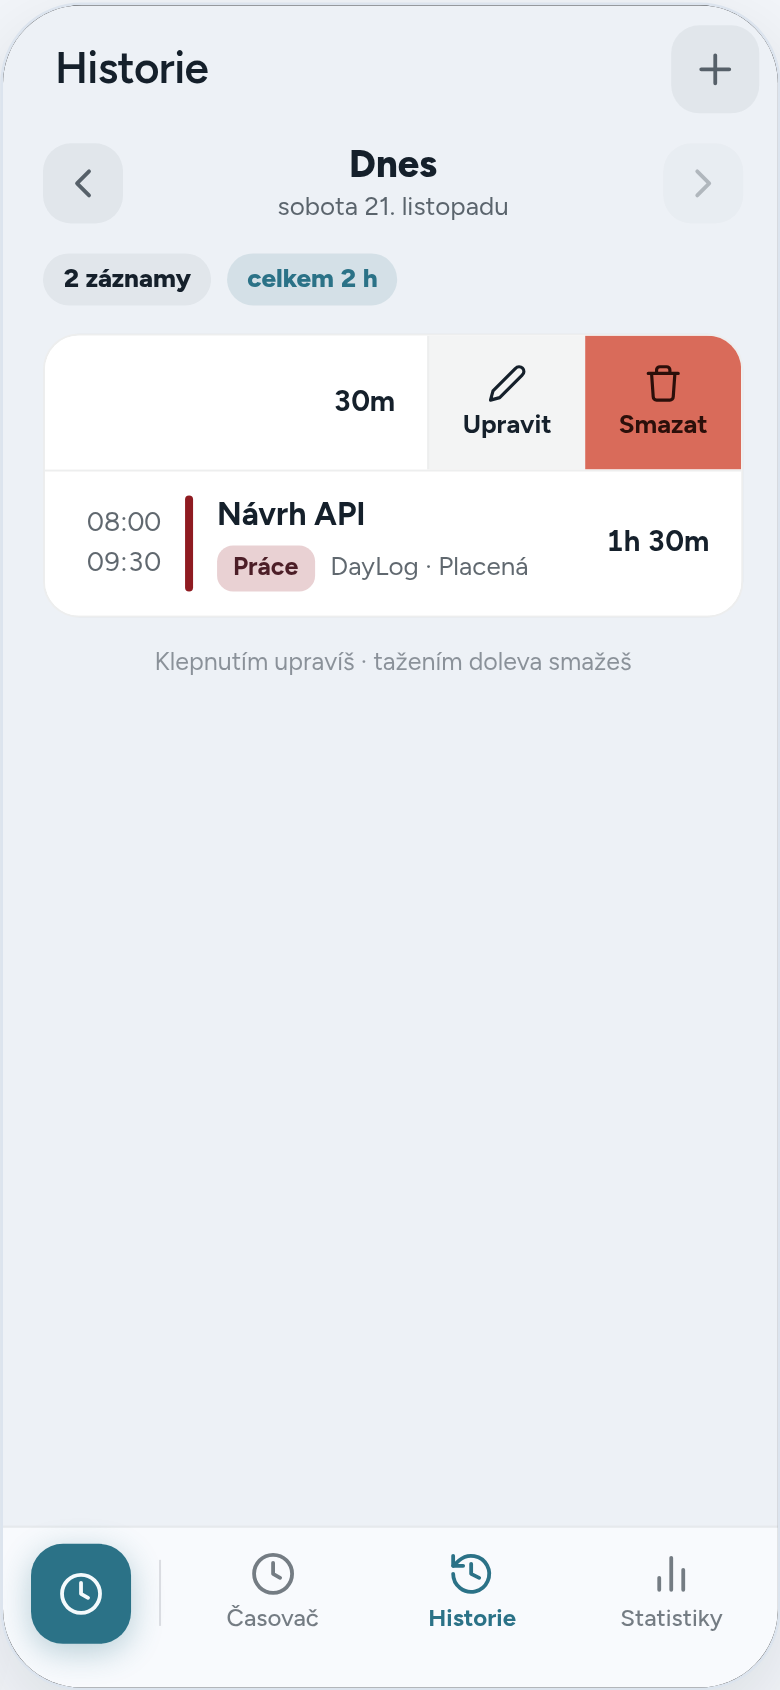 Historie
Dnes
sobota 21. listopadu
2 záznamy
celkem 2 h
30m
Upravit
Smazat
08:00
09:30
Návrh API
Práce
DayLog · Placená
1h 30m
Klepnutím upravíš · tažením doleva smažeš
Časovač
Historie
Statistiky